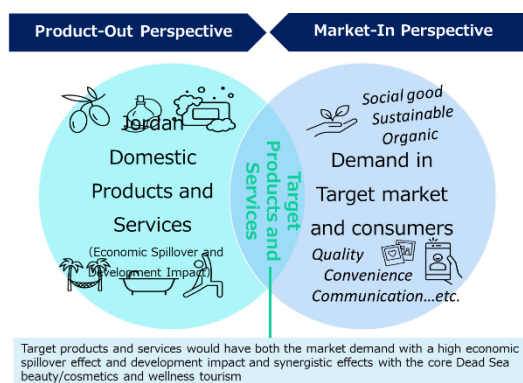 Product-Out Perspective
Market-In Perspective
Jordan
Domestic
Products and
Services
(Economic Spillover and
Development Impact)
Target
Products and
Services
Social good
Sustainable
Organic
Demand in
Target market
and consumers
Quality
Convenience
Communication...etc.
Target products and services would have both the market demand with a high economic
spillover effect and development impact and synergistic effects with the core Dead Sea
beauty/cosmetics and wellness tourism